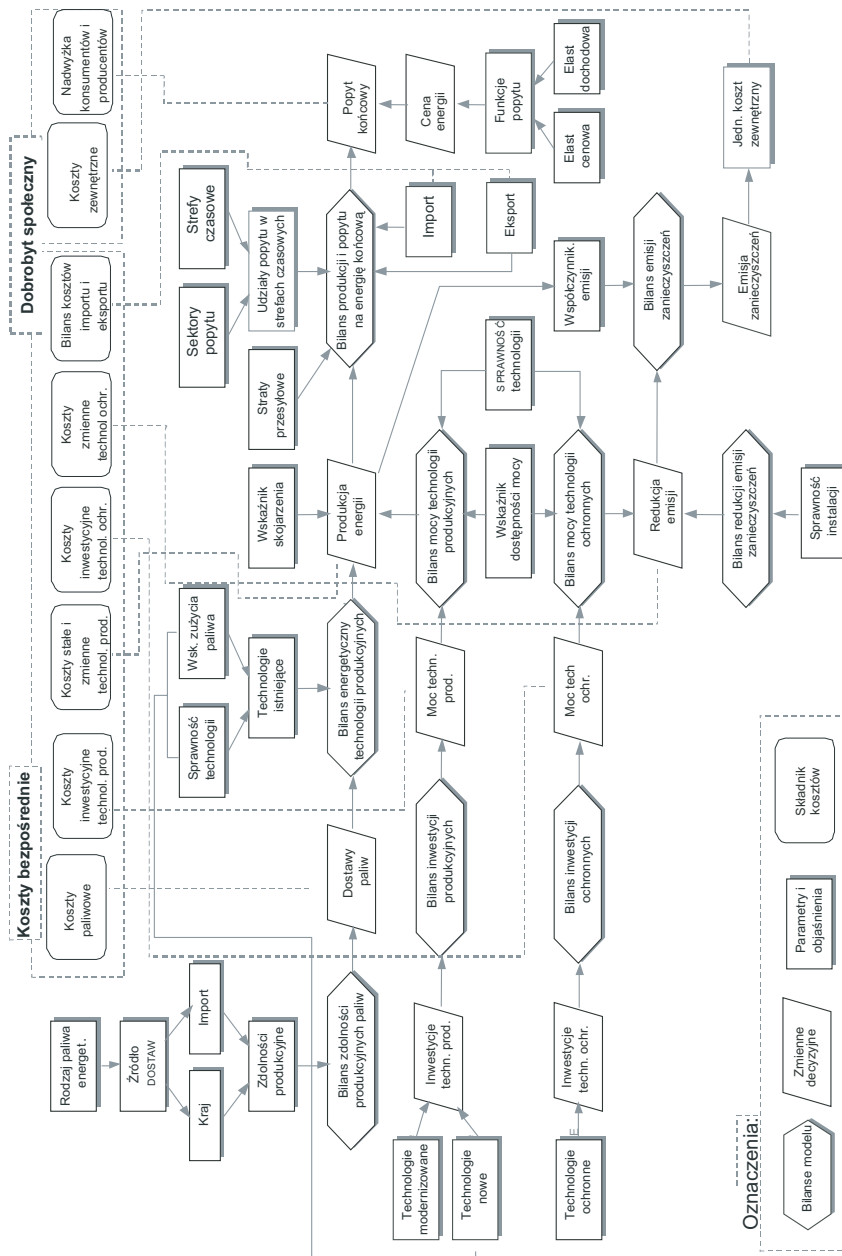 Dobrobyt społeczny
Koszty bezpośrednie
Koszty
paliwowe
Koszty
inwestycyjne
technol. prod.
Koszty stałe i
zmienne
technol. prod.
Koszty
inwestycyjne
technol. ochr.
Koszty
zmienne
technol ochr.
Bilans kosztów
importu i
eksportu
Koszty
zewnętrzne
Nadwyżka
konsumentów i
producentów
Rodzaj paliwa
energet.
Źródło
DOSTAW
Kraj
Import
Zdolności
produkcyjne
Sprawność
technologii
Wsk. zużycia
paliwa
Technologie
istniejące
Wskaźnik
skojarzenia
Straty
przesyłowe
Sektory
popytu
Strefy
czasowe
Udziały popytu w
strefach czasowych
Bilans zdolności
produkcyjnych paliw
Dostawy
paliw
Bilans energetyczny
technologii produkcyjnych
Produkcja
energii
Bilans produkcji i popytu
na energię końcową
Popyt
końcowy
Technologie
modernizowane
Technologie
nowe
Inwestycje
techn. prod.
Bilans inwestycji
produkcyjnych
Moc techn.
prod.
Bilans mocy technologii
produkcyjnych
Import
Cena
energii
Wskaźnik
dostępności mocy
SPRAWNOŚĆ
technologii
Eksport
Funkcje
popytu
Technologie
ochronne
E
Inwestycje
techn. ochr.
Bilans inwestycji
ochronnych
Moc tech
ochr.
Bilans mocy technologii
ochronnych
Współczynnik.
emisji
Elast
cenowa
Elast
dochodowa
Redukcja
emisji
Bilans emisji
zanieczyszczeń
Bilans redukcji emisji
zanieczyszczeń
Emisja
zanieczyszczeń
Jedn. koszt
zewnętrzny
Sprawność
instalacji
Oznaczenia:
Bilanse modelu
Zmienne
decyzyjne
Parametry i
objaśnienia
Składnik
kosztów